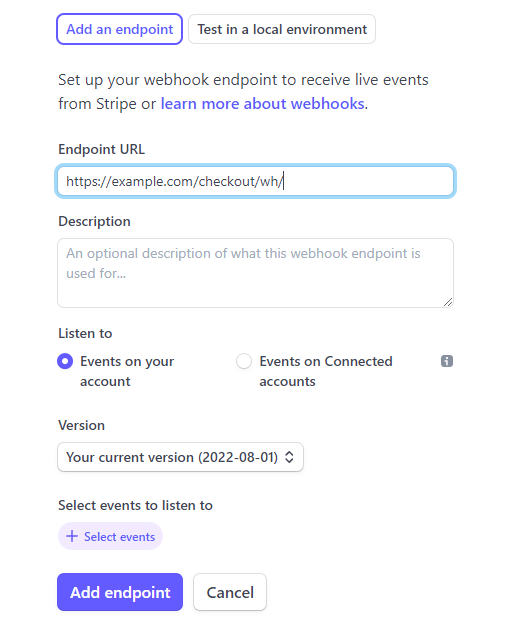 Add an endpoint
Test in a local environment
Set up your webhook endpoint to receive live events
from Stripe or learn more about webhooks.
Endpoint URL
https://example.com/checkout/wh/
Description
An optional description of what this webhook endpoint is
used for...
Listen to
Events on your
account
Events on Connected
accounts
Version
Your current version (2022-08-01)
Select events to listen to
+ Select events
Add endpoint
Cancel